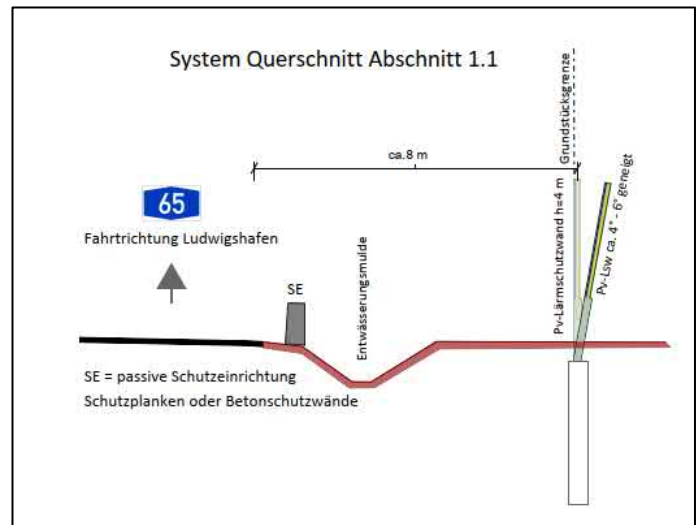 System Querschnitt Abschnitt 1.1
Grundstücksgrenze
ca.8 m
65
Fahrtrichtung Ludwigshafen
SE
Entwässerungsmulde
Pv-Lärmschutzwand h=4 m
Pv-Lsw ca. 4° - 6° geneigt
SE = passive Schutzeinrichtung
Schutzplanken oder Betonschutzwände